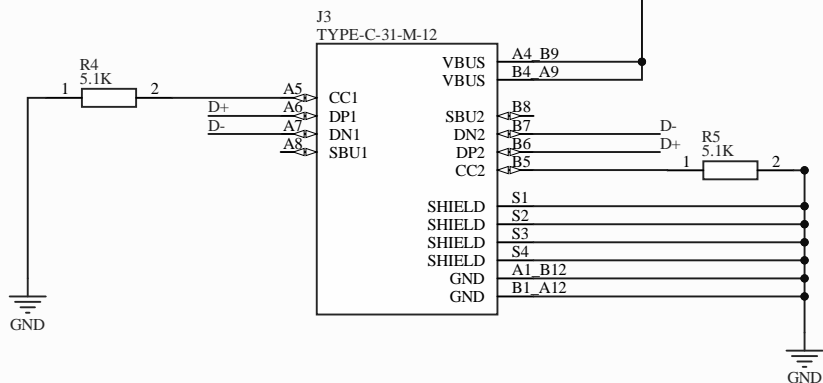 J3
TYPE-C-31-M-12
R4
5.1K
1 2
A5 CC1
D+ A6 DP1
D- A7 DN1
A8 SBU1
GND
VBUS A4_B9
VBUS B4_A9
SBU2 B8
DN2 B7 D-
DP2 B6 D+
CC2 B5
R5
5.1K
1 2
SHIELD S1
SHIELD S2
SHIELD S3
SHIELD S4
GND A1_B12
GND B1_A12
GND